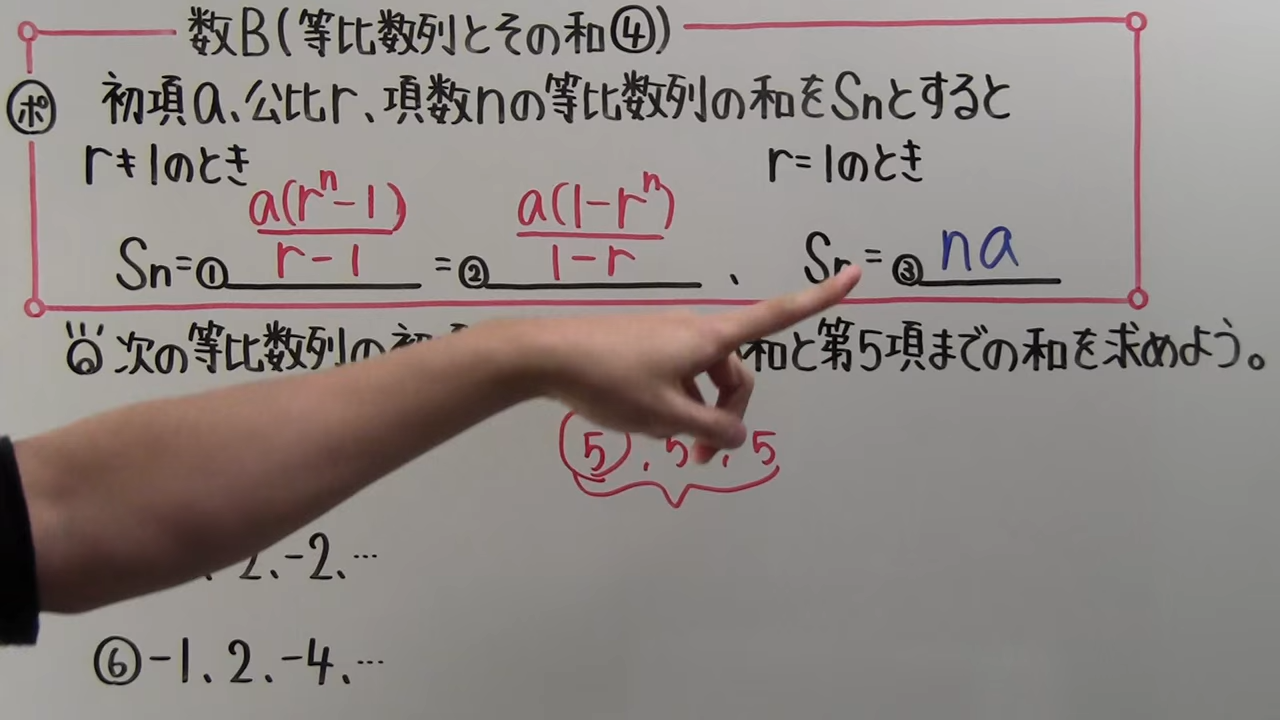 数B(等比数列とその和④)
ポ 初項a、公比r、項数nの等比数列の和をSnとすると
r≠1のとき r=1のとき
Sn=① a(r^n-1)/r-1 =② a(1-r^n)/1-r 、 Sn=③ na
次の等比数列の 和と第5項までの和を求めよう。
5、5、5
2、-2、…
⑥-1、2、-4、…